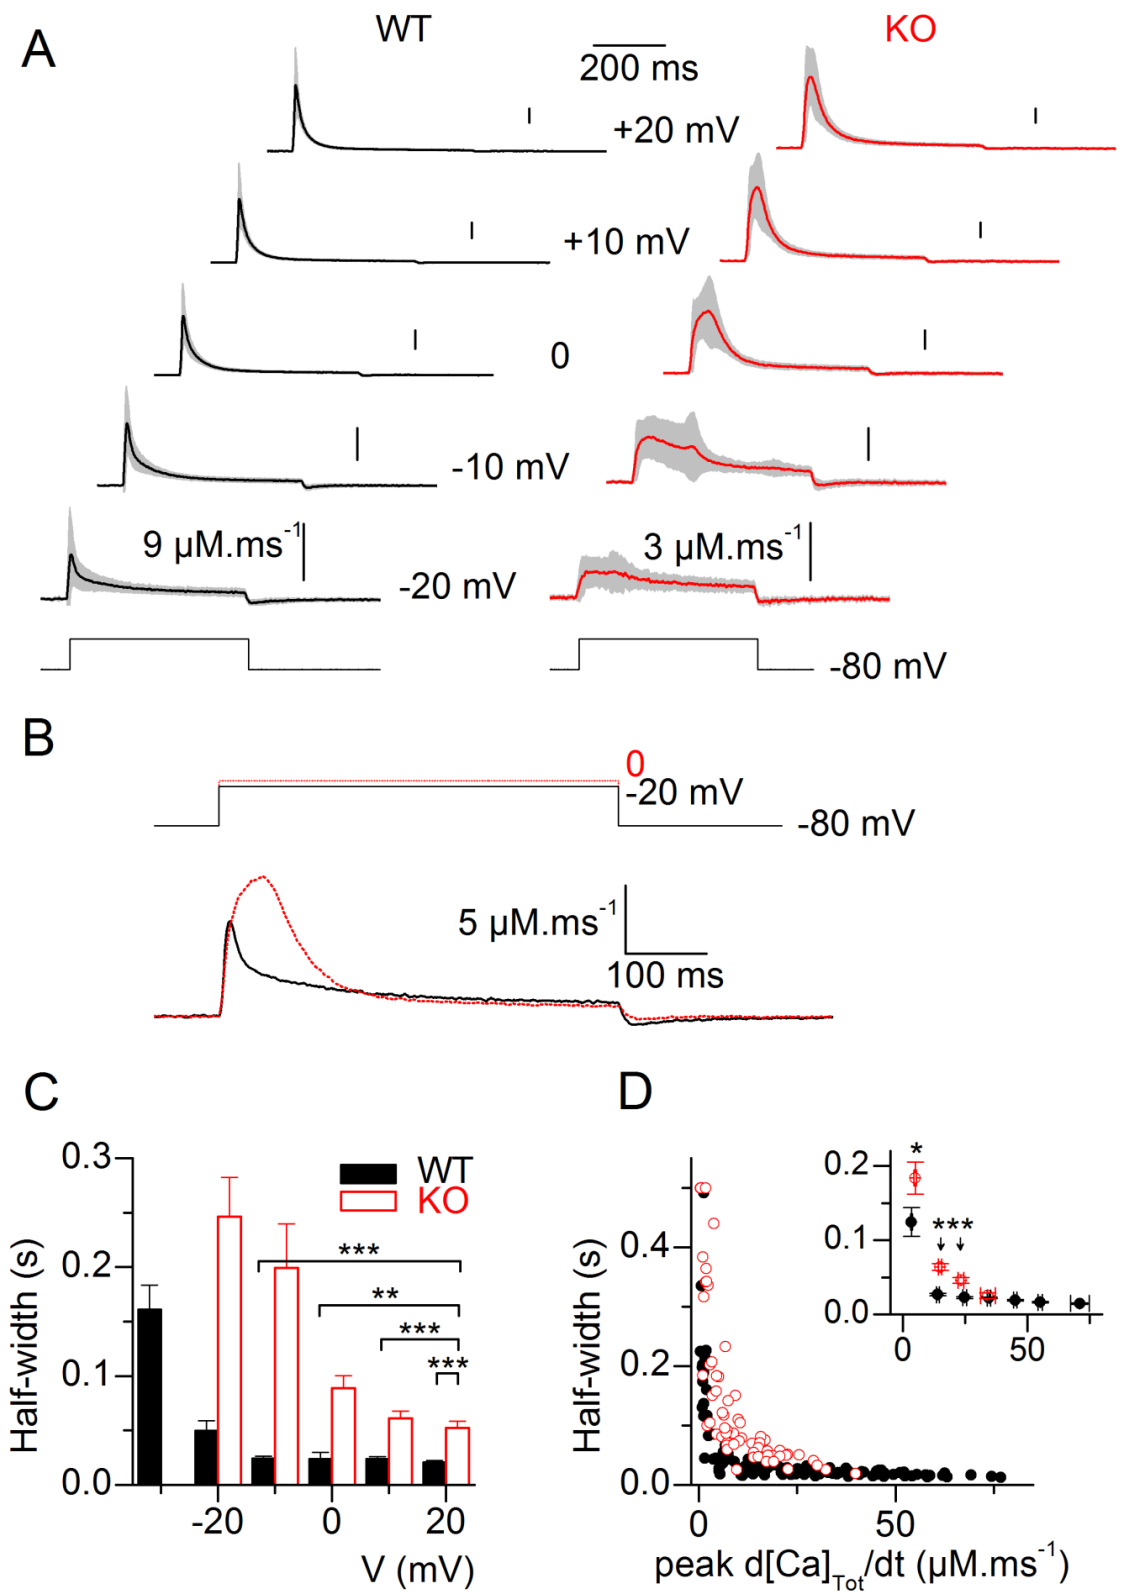 A
WT
KO
200 ms
+20 mV
+10 mV
0
-10 mV
9 µM.ms⁻¹
-20 mV
3 µM.ms⁻¹
-80 mV
B
0
-20 mV
-80 mV
5 µM.ms⁻¹
100 ms
C
0.3
0.2
0.1
0.0
Half-width (s)
WT
KO
***
**
***
***
-20
0
20
V (mV)
D
0.4
0.2
0.0
Half-width (s)
0
50
peak d[Ca]Tot/dt (µM.ms⁻¹)
0.2
0.1
0.0
*
***
0
50